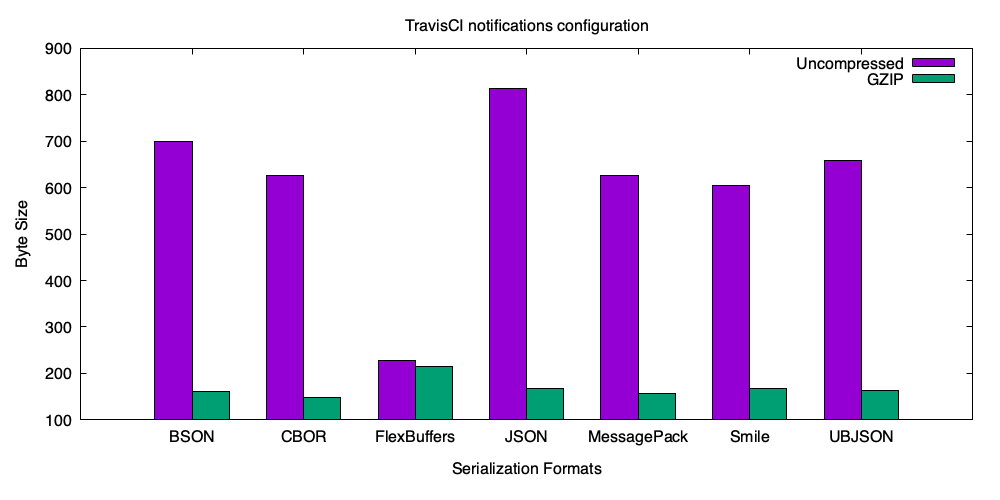 TravisCI notifications configuration
Uncompressed
GZIP
900
800
700
600
500
400
300
200
100
Byte Size
BSON CBOR FlexBuffers JSON MessagePack Smile UBJSON
Serialization Formats